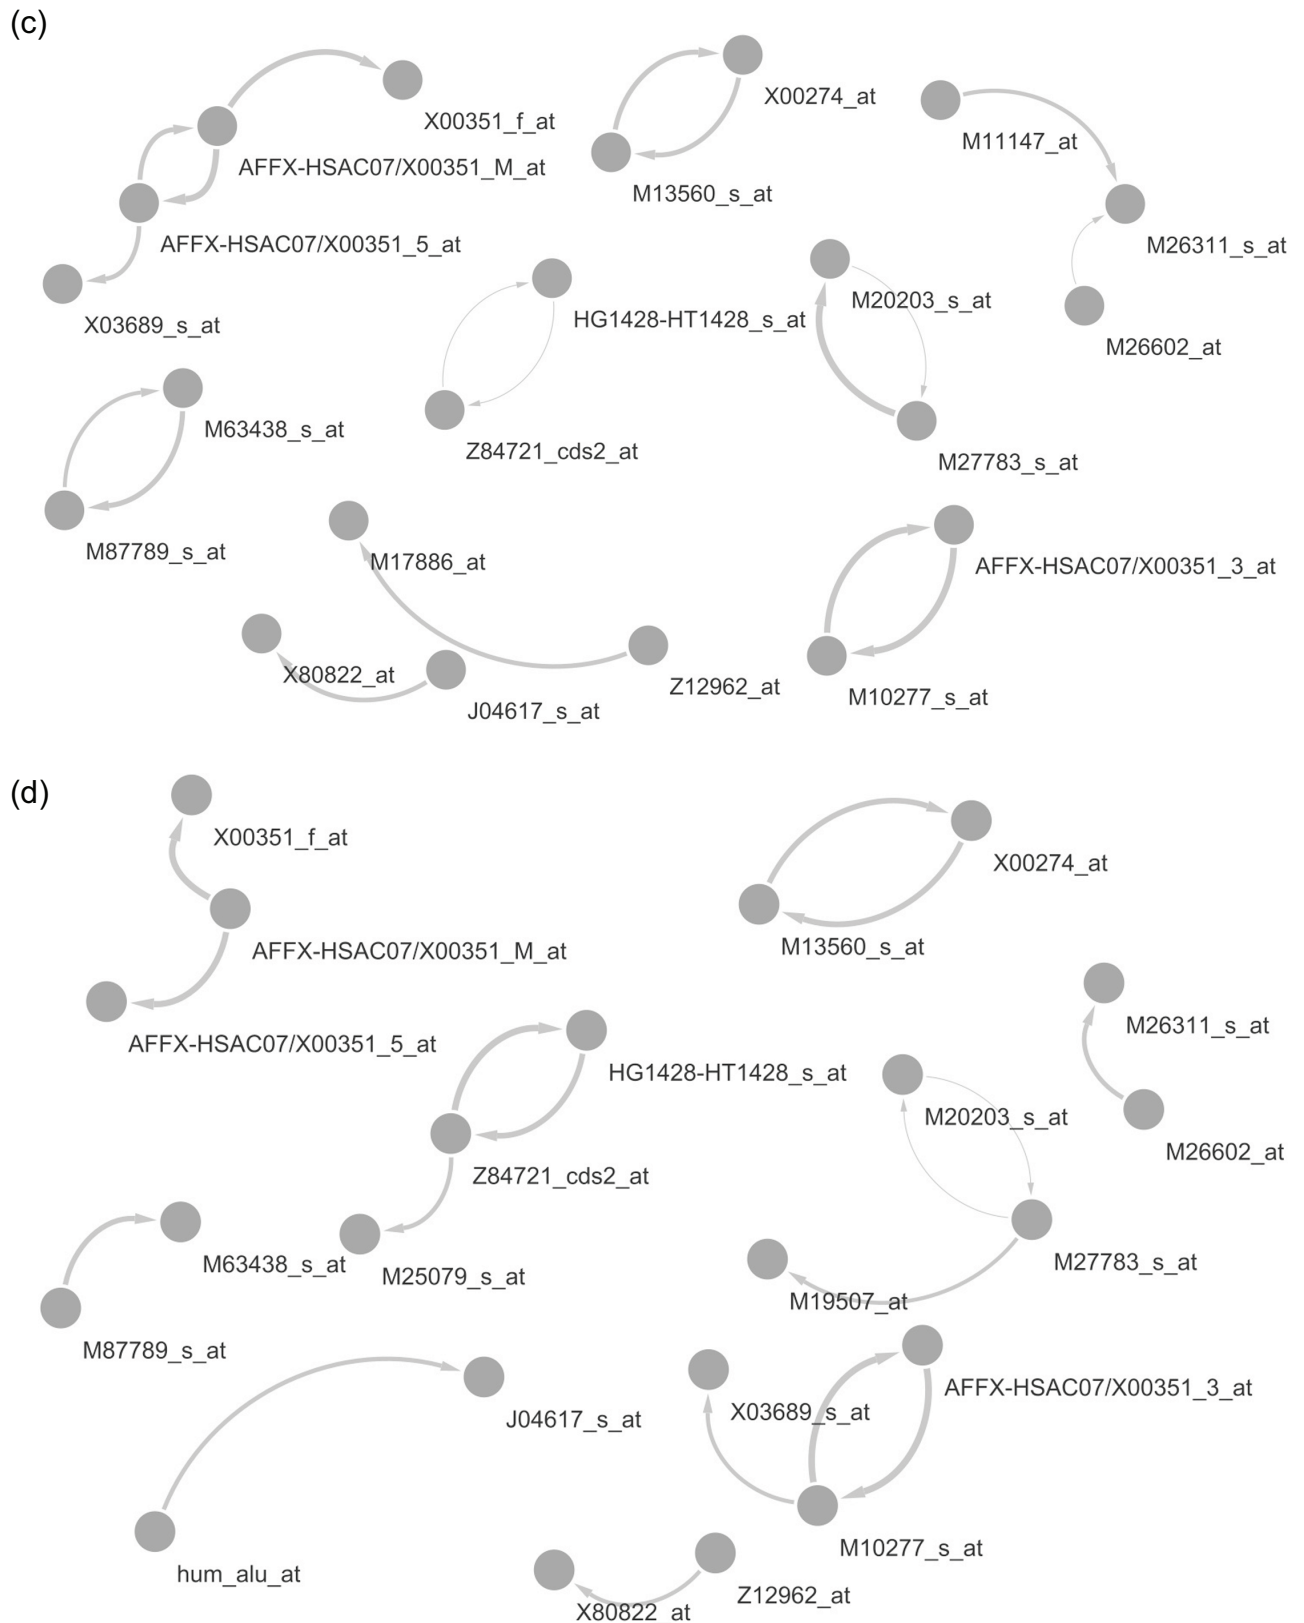 (c)
X00351_f_at
X00274_at
M11147_at
AFFX-HSAC07/X00351_M_at
M13560_s_at
AFFX-HSAC07/X00351_5_at
M26311_s_at
X03689_s_at
HG1428-HT1428_s_at
M20203_s_at
M26602_at
M63438_s_at
Z84721_cds2_at
M27783_s_at
M87789_s_at
M17886_at
AFFX-HSAC07/X00351_3_at
X80822_at
J04617_s_at
Z12962_at
M10277_s_at
(d)
X00351_f_at
X00274_at
AFFX-HSAC07/X00351_M_at
M13560_s_at
AFFX-HSAC07/X00351_5_at
M26311_s_at
HG1428-HT1428_s_at
M20203_s_at
M26602_at
Z84721_cds2_at
M63438_s_at
M25079_s_at
M27783_s_at
M19507_at
M87789_s_at
AFFX-HSAC07/X00351_3_at
J04617_s_at
X03689_s_at
M10277_s_at
hum_alu_at
Z12962_at
X80822_at